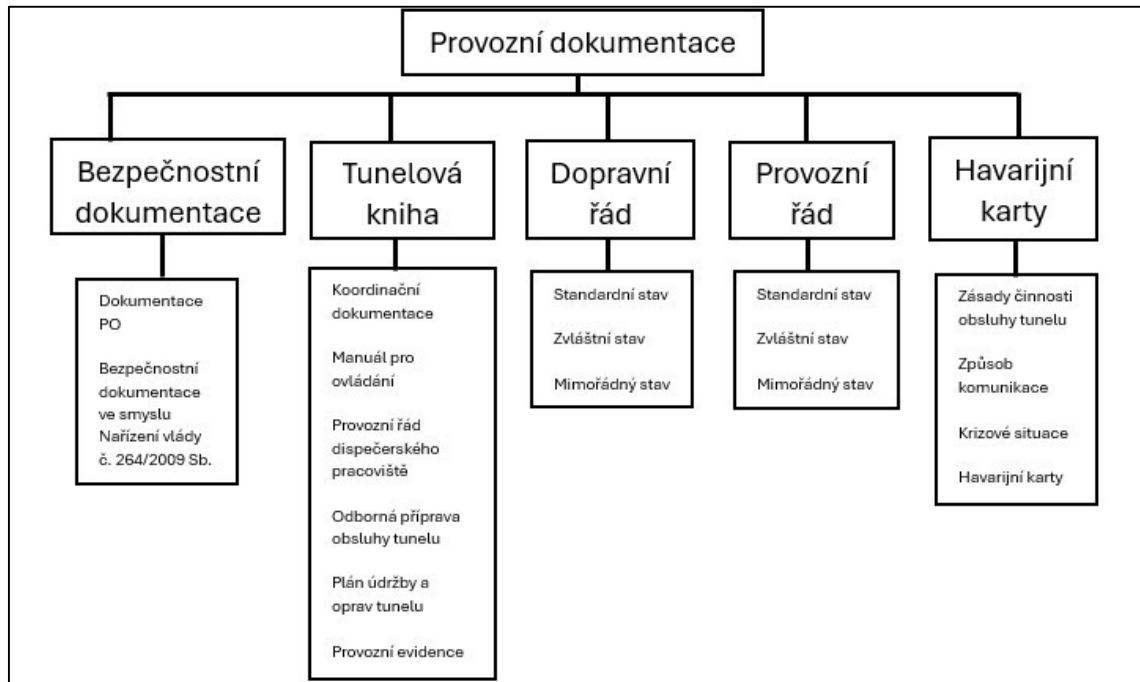 Provozní dokumentace
Bezpečnostní
dokumentace
Tunelová
kniha
Dopravní
řád
Provozní
řád
Havarijní
karty
Dokumentace
PO
Bezpečnostní
dokumentace
ve smyslu
Nařízení vlády
č. 264/2009 Sb.
Koordinační
dokumentace
Manuál pro
ovládání
Provozní řád
dispečerského
pracoviště
Odborná příprava
obsluhy tunelu
Plán údržby a
oprav tunelu
Provozní evidence
Standardní stav
Zvláštní stav
Mimořádný stav
Standardní stav
Zvláštní stav
Mimořádný stav
Zásady činnosti
obsluhy tunelu
Způsob
komunikace
Krizové situace
Havarijní karty